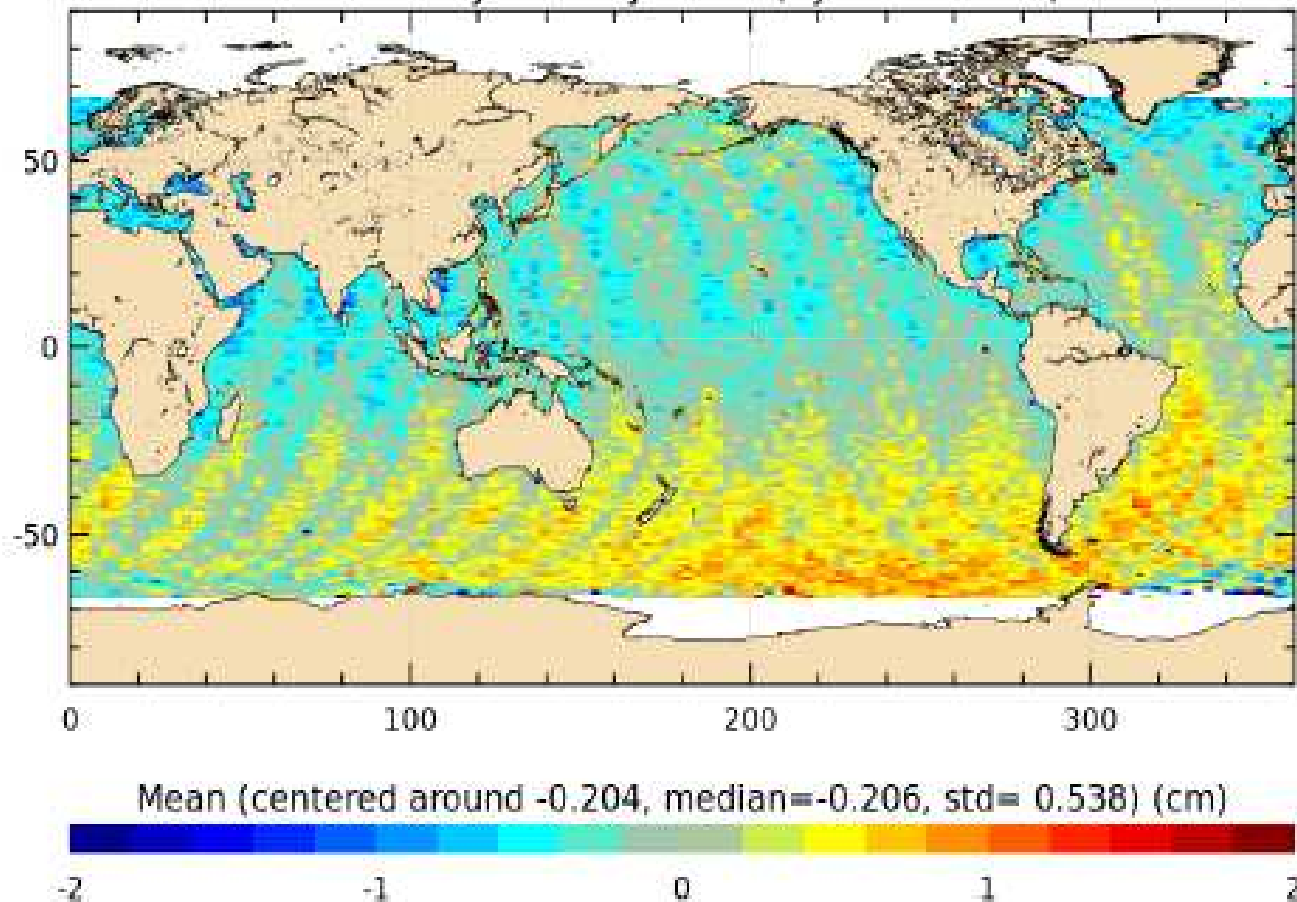 50
0
-50
0 100 200 300
Mean (centered around -0.204, median=-0.206, std= 0.538) (cm)
-2 -1 0 1 2